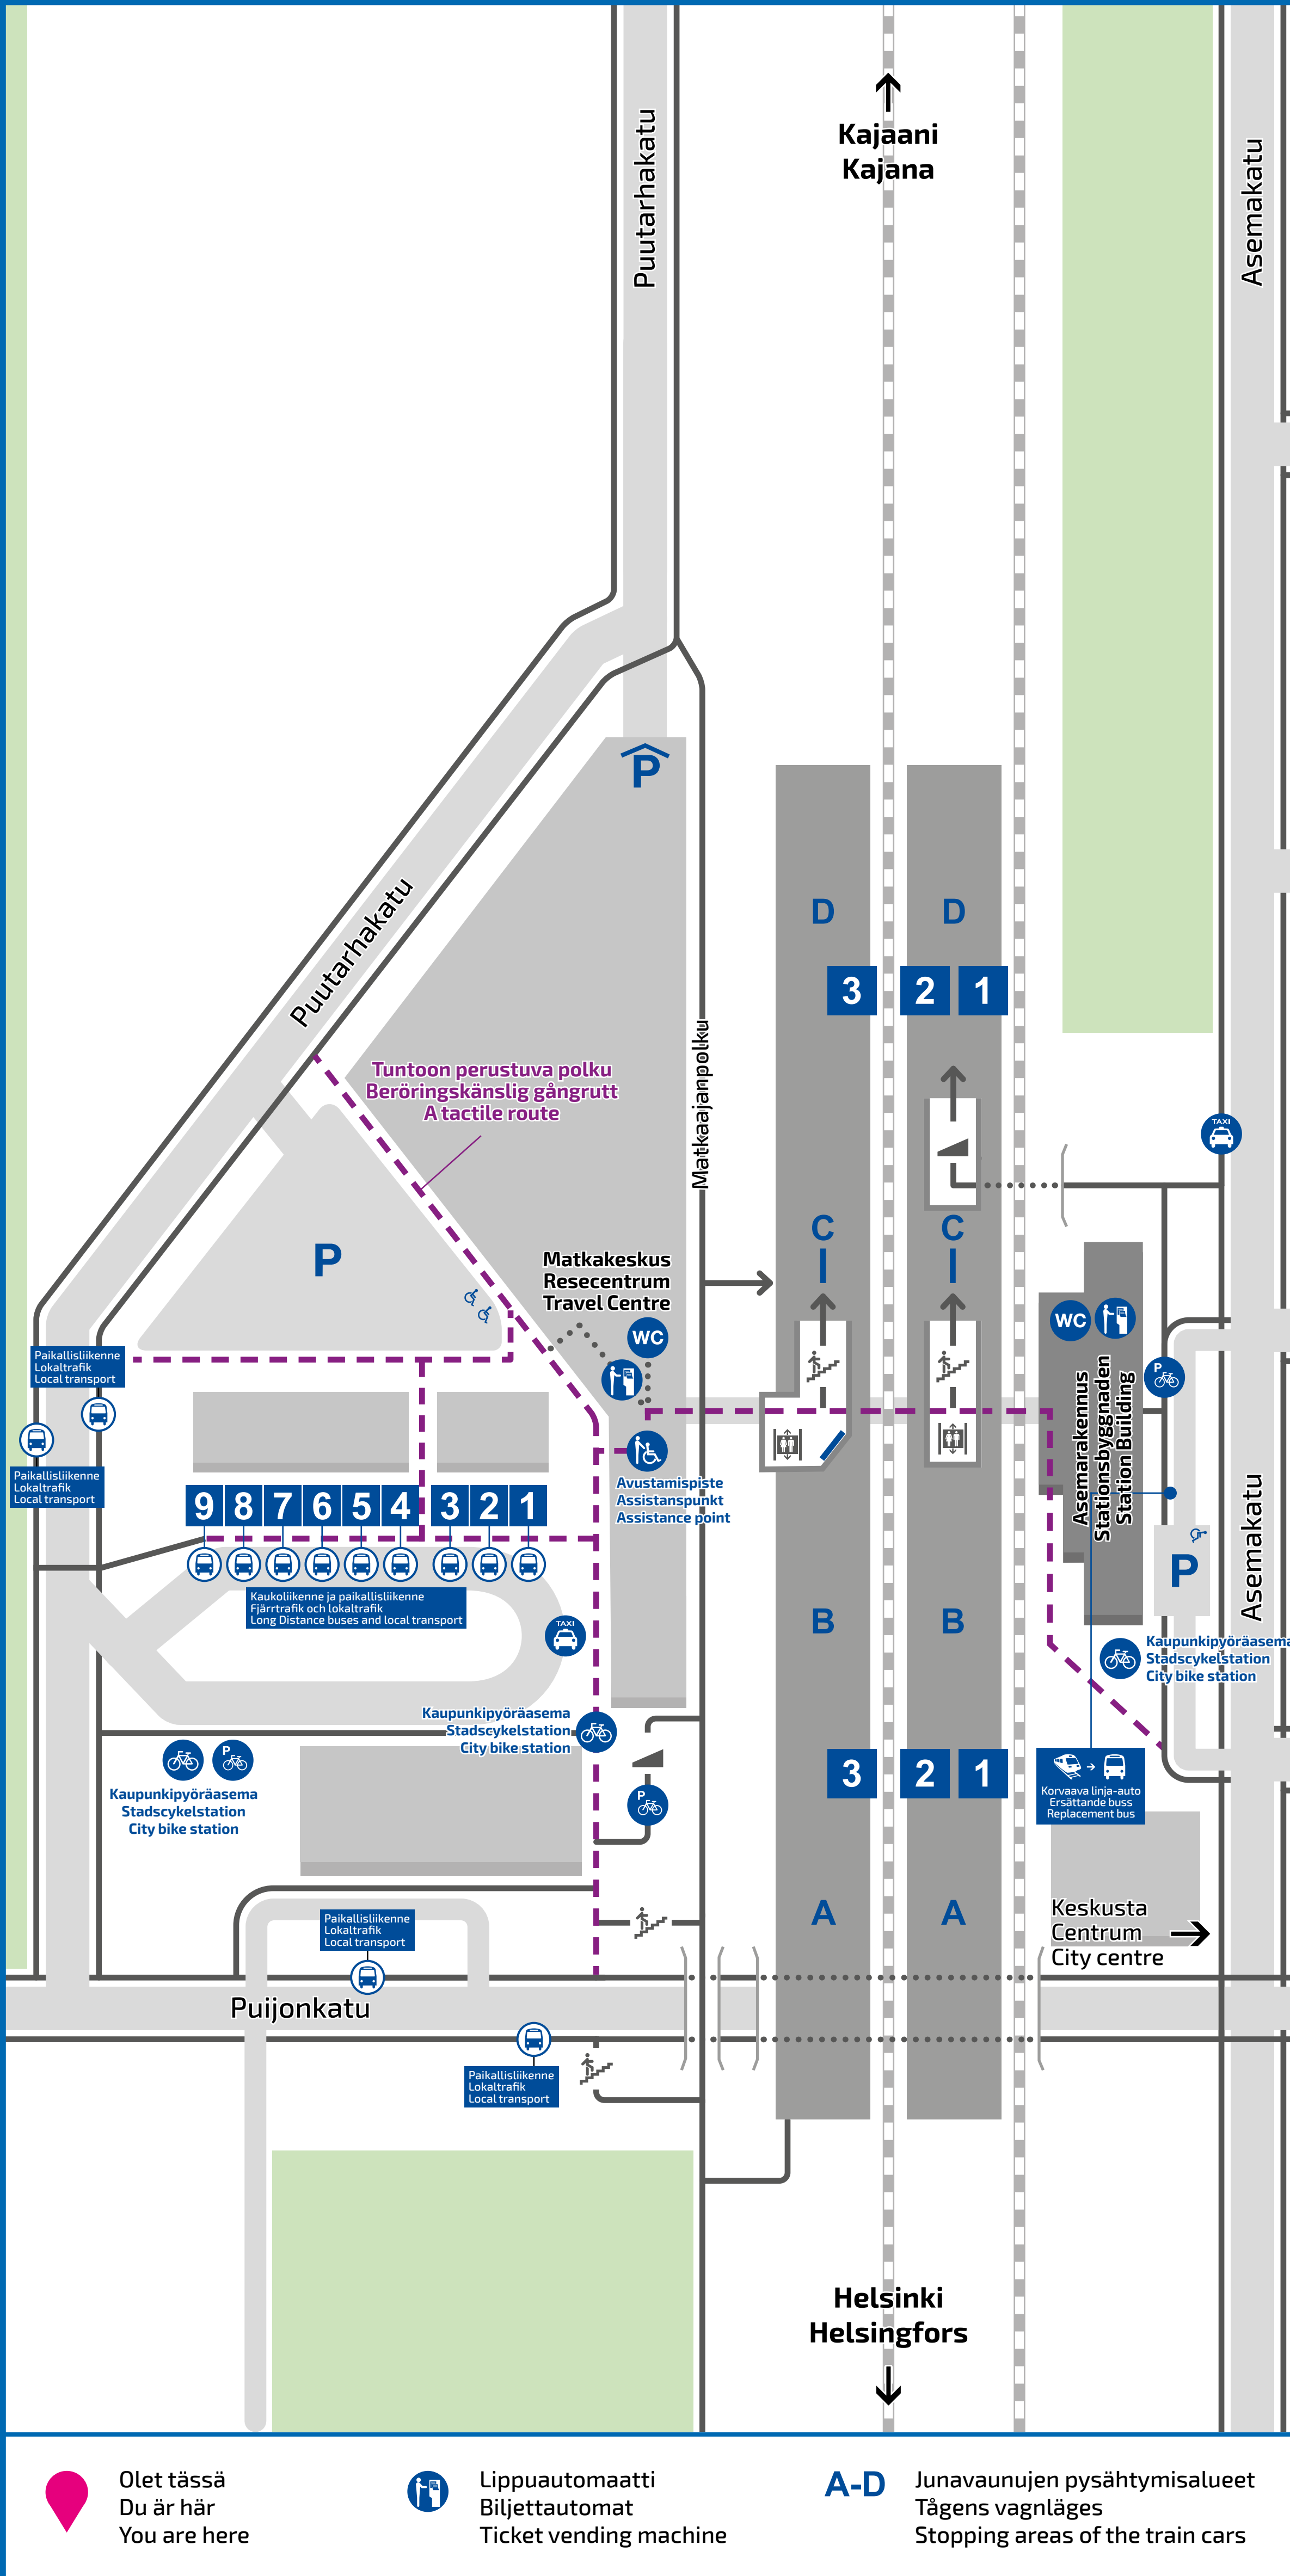 Puutarhakatu
Kajaani
Kajana
Asemakatu
P
Puutarhakatu
D
D
3
2
1
Matkaajanpolku
Tuntoon perustuva polku
Beröringskänslig gångrutt
A tactile route
TAXI
C
C
P
Matkakeskus
Resecentrum
Travel Centre
WC
WC
Asemarakennus
Stationsbyggnaden
Station Building
P
Paikallisliikenne
Lokaltrafik
Local transport
Paikallisliikenne
Lokaltrafik
Local transport
Avustamispiste
Assistanspunkt
Assistance point
9
8
7
6
5
4
3
2
1
Kaukoliikenne ja paikallisliikenne
Fjärrtrafik och lokaltrafik
Long Distance buses and local transport
TAXI
B
B
P
Asemakatu
Kaupunkipyöräasema
Stadscykelstation
City bike station
Kaupunkipyöräasema
Stadscykelstation
City bike station
P
Kaupunkipyöräasema
Stadscykelstation
City bike station
P
3
2
1
Korvaava linja-auto
Ersättande buss
Replacement bus
A
A
Keskusta
Centrum
City centre
Paikallisliikenne
Lokaltrafik
Local transport
Puijonkatu
Paikallisliikenne
Lokaltrafik
Local transport
Helsinki
Helsingfors
Olet tässä
Du är här
You are here
Lippuautomaatti
Biljettautomat
Ticket vending machine
A-D
Junavaunujen pysähtymisalueet
Tågens vagnläges
Stopping areas of the train cars